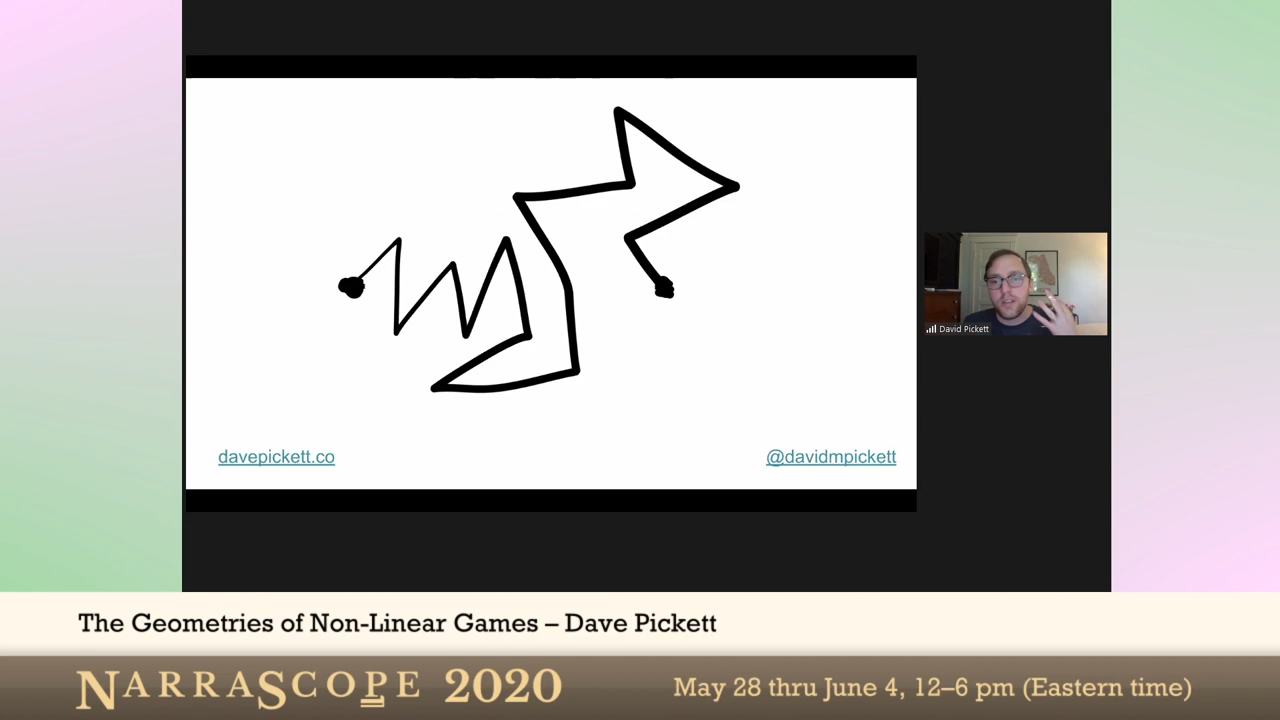 davepickett.co
@davidmpickett
David Pickett
The Geometries of Non-Linear Games – Dave Pickett
NARRASCOPE 2020
May 28 thru June 4, 12–6 pm (Eastern time)